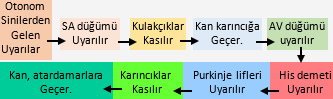 Otonom
Sinilerden
Gelen
Uyarılar
SA düğümü
Uyarılır
Kulakçıklar
Kasılır
Kan karıncığa
Geçer.
AV düğümü
uyarılır
His demeti
Uyarılır
Purkinje lifleri
Uyarılır
Karıncıklar
Kasılır
Kan, atardamarlara
Geçer.